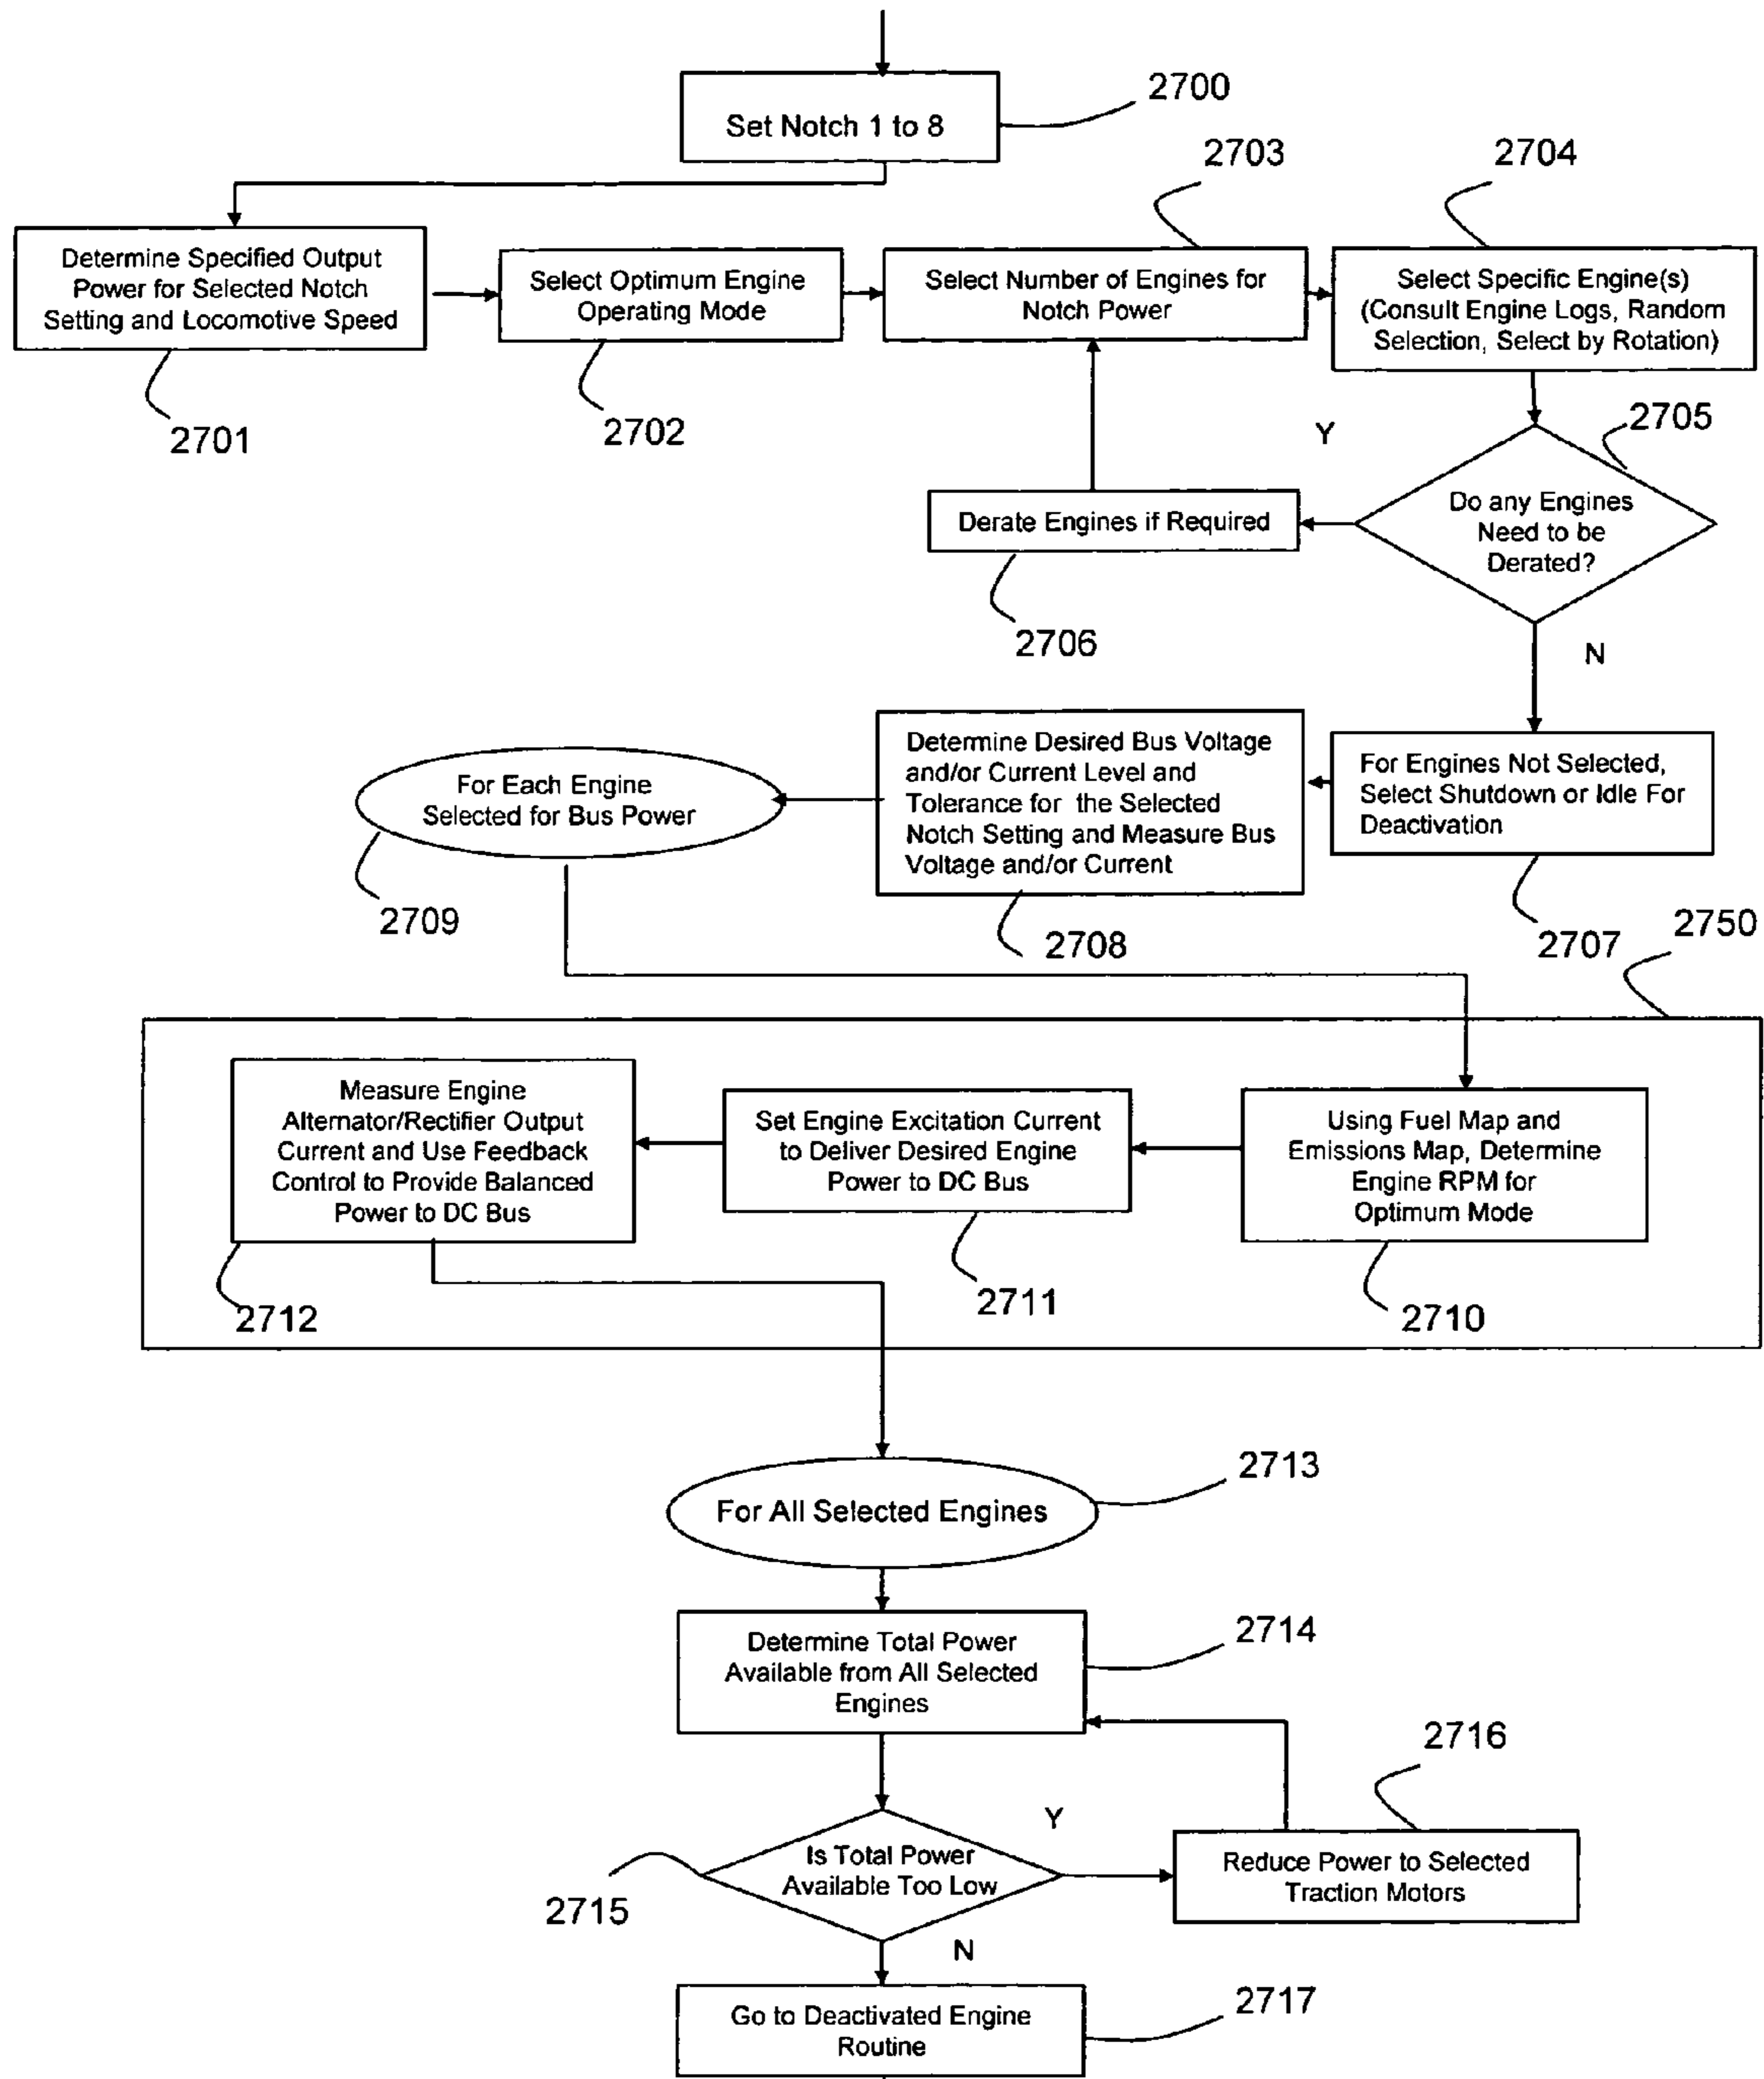 Set Notch 1 to 8
2700
Determine Specified Output
Power for Selected Notch
Setting and Locomotive Speed
2701
Select Optimum Engine
Operating Mode
2702
Select Number of Engines for
Notch Power
2703
Select Specific Engine(s)
(Consult Engine Logs, Random
Selection, Select by Rotation)
2704
Do any Engines
Need to be
Derated?
2705
Y
N
Derate Engines if Required
2706
For Engines Not Selected,
Select Shutdown or Idle For
Deactivation
2707
Determine Desired Bus Voltage
and/or Current Level and
Tolerance for the Selected
Notch Setting and Measure Bus
Voltage and/or Current
2708
For Each Engine
Selected for Bus Power
2709
2750
Using Fuel Map and
Emissions Map, Determine
Engine RPM for
Optimum Mode
2710
Set Engine Excitation Current
to Deliver Desired Engine
Power to DC Bus
2711
Measure Engine
Alternator/Rectifier Output
Current and Use Feedback
Control to Provide Balanced
Power to DC Bus
2712
For All Selected Engines
2713
Determine Total Power
Available from All Selected
Engines
2714
Is Total Power
Available Too Low
2715
Y
N
Reduce Power to Selected
Traction Motors
2716
Go to Deactivated Engine
Routine
2717